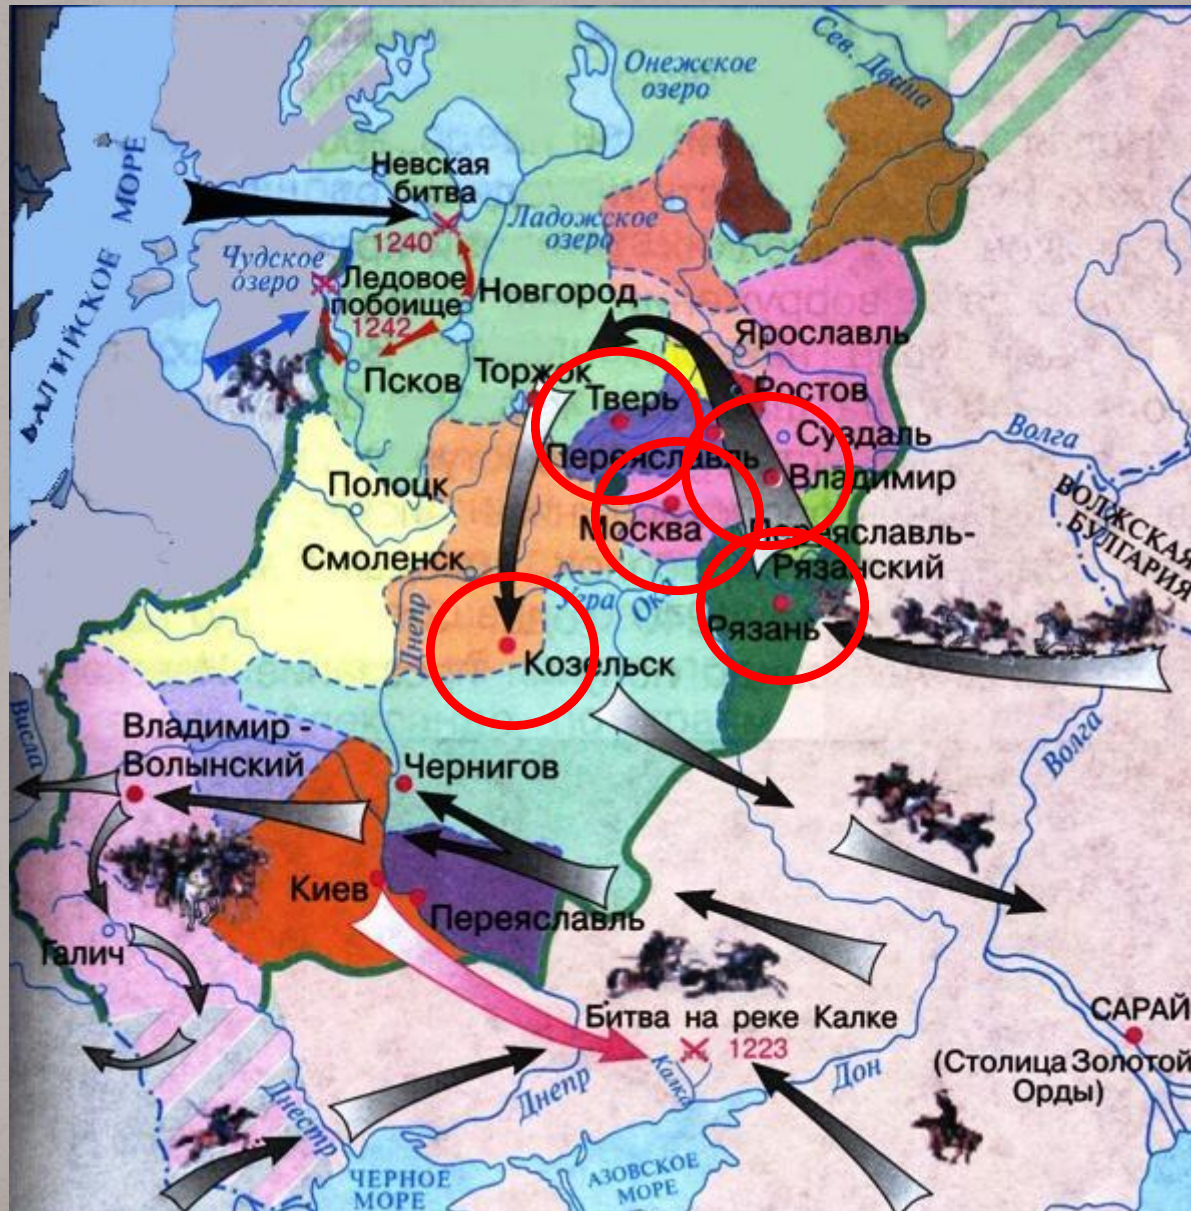 Онежское
озеро
Сев. Двина
БАЛТИЙСКОЕ МОРЕ
Невская
битва
1240
Ладожское
озеро
Чудское
озеро
Ледовое
побоище
1242
Новгород
Псков
Торжок
Тверь
Ярославль
Ростов
Суздаль
Переяславль
Владимир
Волга
ВОЛЖСКАЯ
БУЛГАРИЯ
Полоцк
Москва
Переяславль-
Рязанский
Смоленск
Угра
Ока
Рязань
Днепр
Козельск
Висла
Владимир -
Волынский
Чернигов
Волга
Киев
Переяславль
Галич
Битва на реке Калке
1223
Калка
САРАЙ
(Столица Золотой
Орды)
Дон
Днепр
Днестр
ЧЕРНОЕ
МОРЕ
АЗОВСКОЕ
МОРЕ